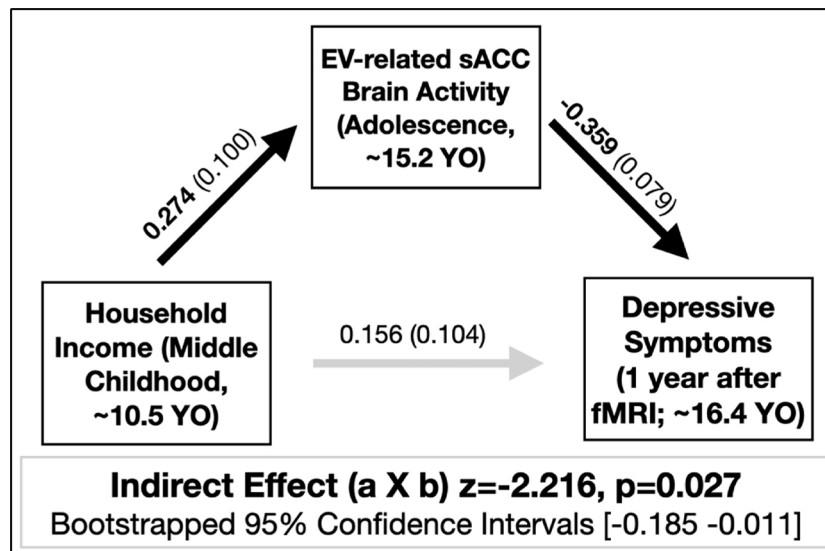 EV-related sACC
Brain Activity
(Adolescence,
~15.2 YO)
0.274 (0.100)
-0.359
(0.079)
Household
Income (Middle
Childhood,
~10.5 YO)
0.156 (0.104)
Depressive
Symptoms
(1 year after
fMRI; ~16.4 YO)
Indirect Effect (a X b) z=-2.216, p=0.027
Bootstrapped 95% Confidence Intervals [-0.185 -0.011]